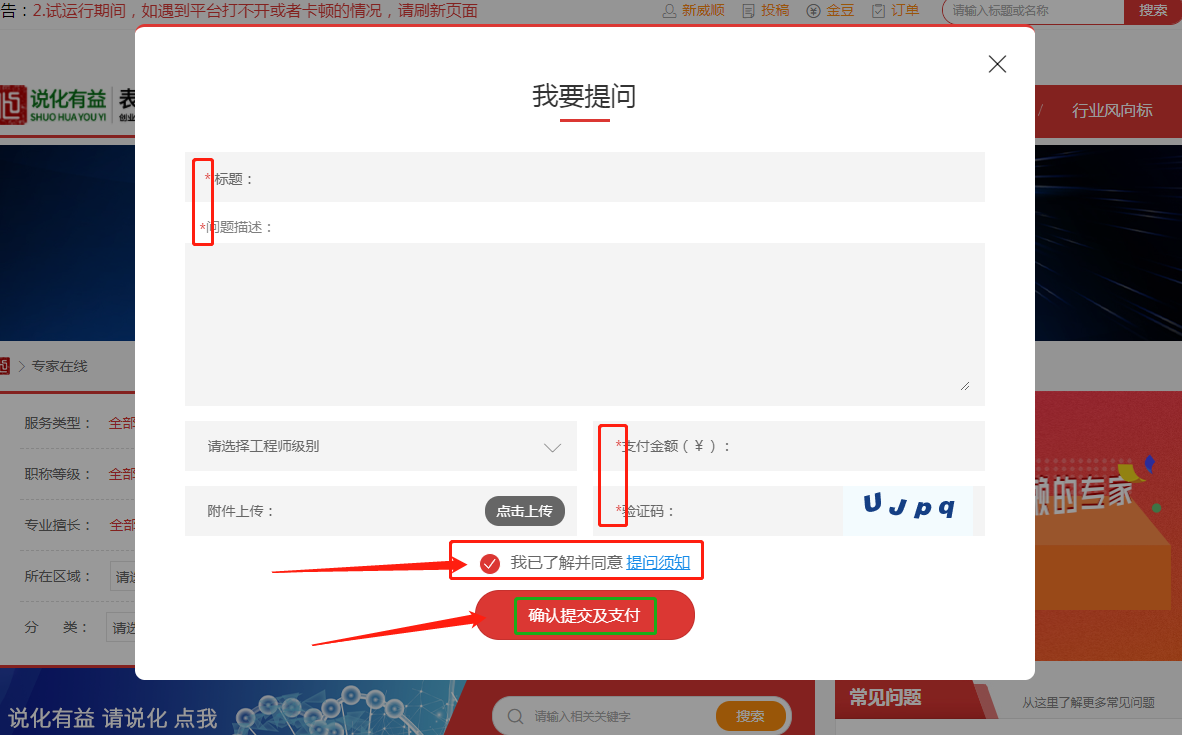 告：2.试运行期间，如遇到平台打不开或者卡顿的情况，请刷新页面
新威顺 投稿 金豆 订单 请输入标题或名称 搜索
说化有益
SHUO HUA YOU YI
表
创业
/ 行业风向标
我要提问
*标题：
*问题描述：
请选择工程师级别
*支付金额（￥）：
附件上传： 点击上传
*验证码： UJpq
我已了解并同意 提问须知
确认提交及支付
专家在线
服务类型： 全部
职称等级： 全部
专业擅长： 全部
所在区域： 请选
分 类： 请选
的专家
说化有益 请说化 点我
请输入相关关键字 搜索
常见问题
从这里了解更多常见问题